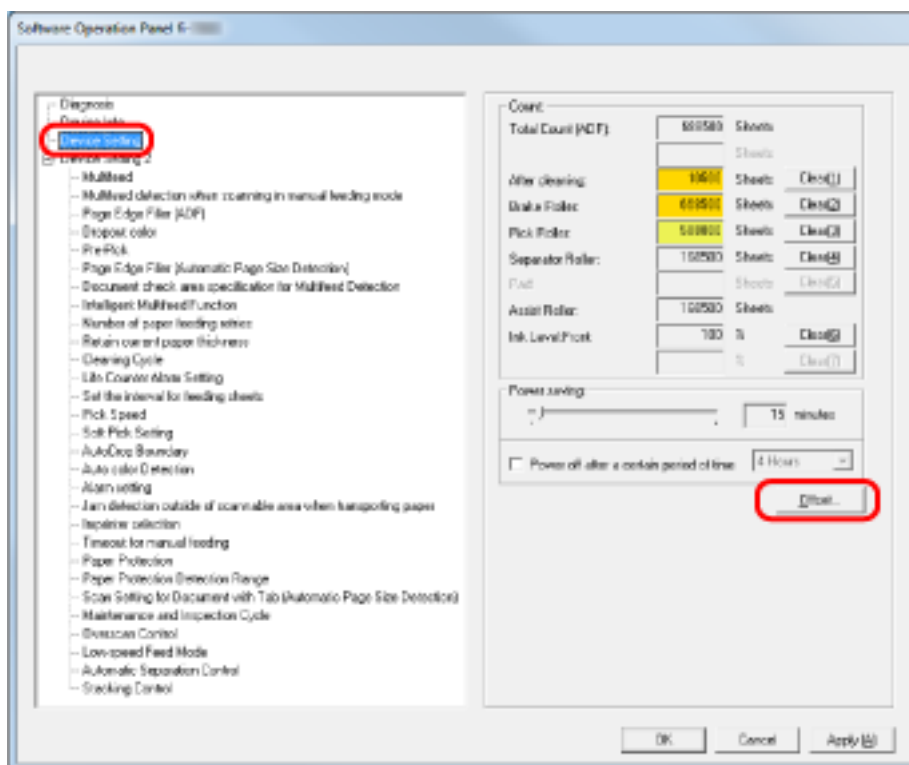 Software Operation Panel fi-
Diagnosis
Device Info
Device Setting
Device Setting 2
Multifeed
Multifeed detection when scanning in manual feeding mode
Page Edge Filler (ADF)
Dropout color
Pre-Pick
Page Edge Filler (Automatic Page Size Detection)
Document check area specification for Multifeed Detection
Intelligent Multifeed Function
Number of paper feeding retries
Retain current paper thickness
Cleaning Cycle
Life Counter Alarm Setting
Set the interval for feeding sheets
Pick Speed
Soft Pick Setting
AutoCrop Boundary
Auto color Detection
Alarm setting
Jam detection outside of scannable area when transporting paper
Imprinter selection
Timeout for manual feeding
Paper Protection
Paper Protection Detection Range
Scan Setting for Document with Tab (Automatic Page Size Detection)
Maintenance and Inspection Cycle
Overscan Control
Low-speed Feed Mode
Automatic Separation Control
Stacking Control
Count
Total Count (ADF): Sheets
Sheets
After cleaning: Sheets Clear(1)
Brake Roller: Sheets Clear(2)
Pick Roller: Sheets Clear(3)
Separator Roller: Sheets Clear(4)
Pad: Sheets Clear(5)
Assist Roller: Sheets
Ink Level:Front 100 % Clear(6)
% Clear(7)
Power saving
15 minutes
Power off after a certain period of time 4 Hours
Offset...
OK Cancel Apply (A)